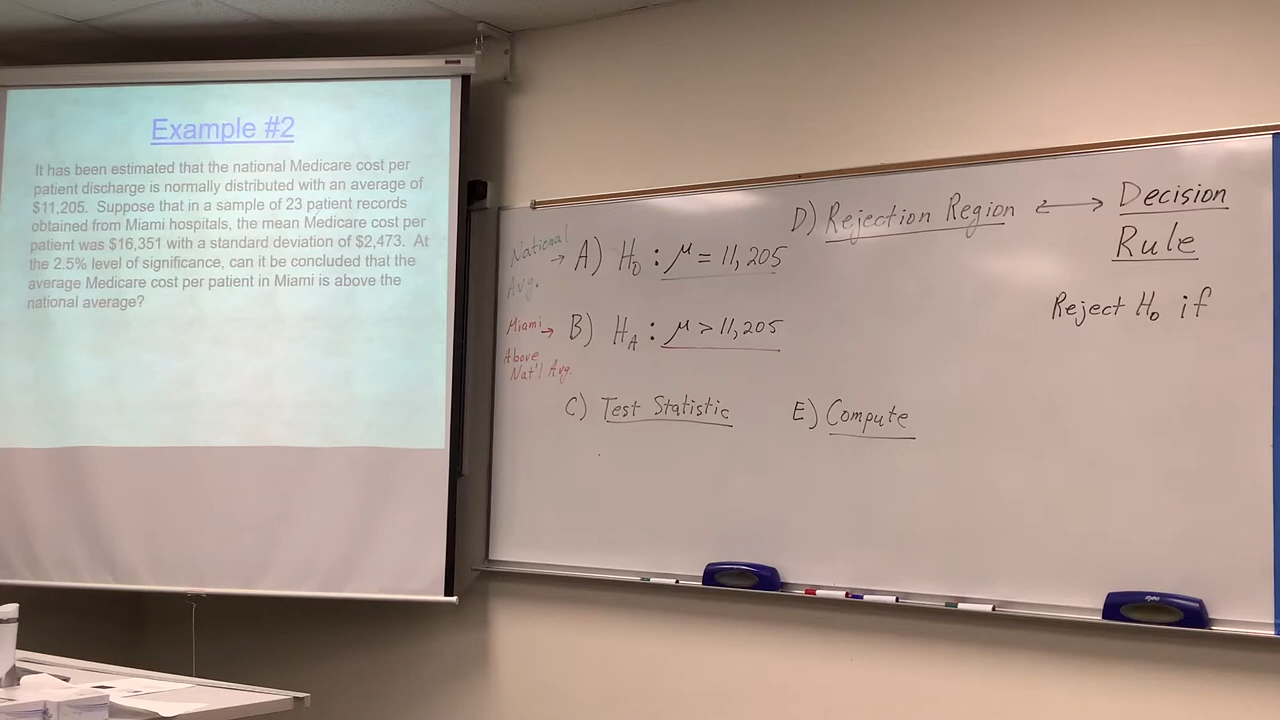 Example #2
It has been estimated that the national Medicare cost per
patient discharge is normally distributed with an average of
$11,205. Suppose that in a sample of 23 patient records
obtained from Miami hospitals, the mean Medicare cost per
patient was $16,351 with a standard deviation of $2,473. At
the 2.5% level of significance, can it be concluded that the
average Medicare cost per patient in Miami is above the
national average?
National
Avg.
→ A) H₀ : μ = 11,205
Miami →
Above
Nat'l Avg.
B) H_A : μ > 11,205
C) Test Statistic
D) Rejection Region ⟷ Decision
Rule
Reject H₀ if
E) Compute
expo